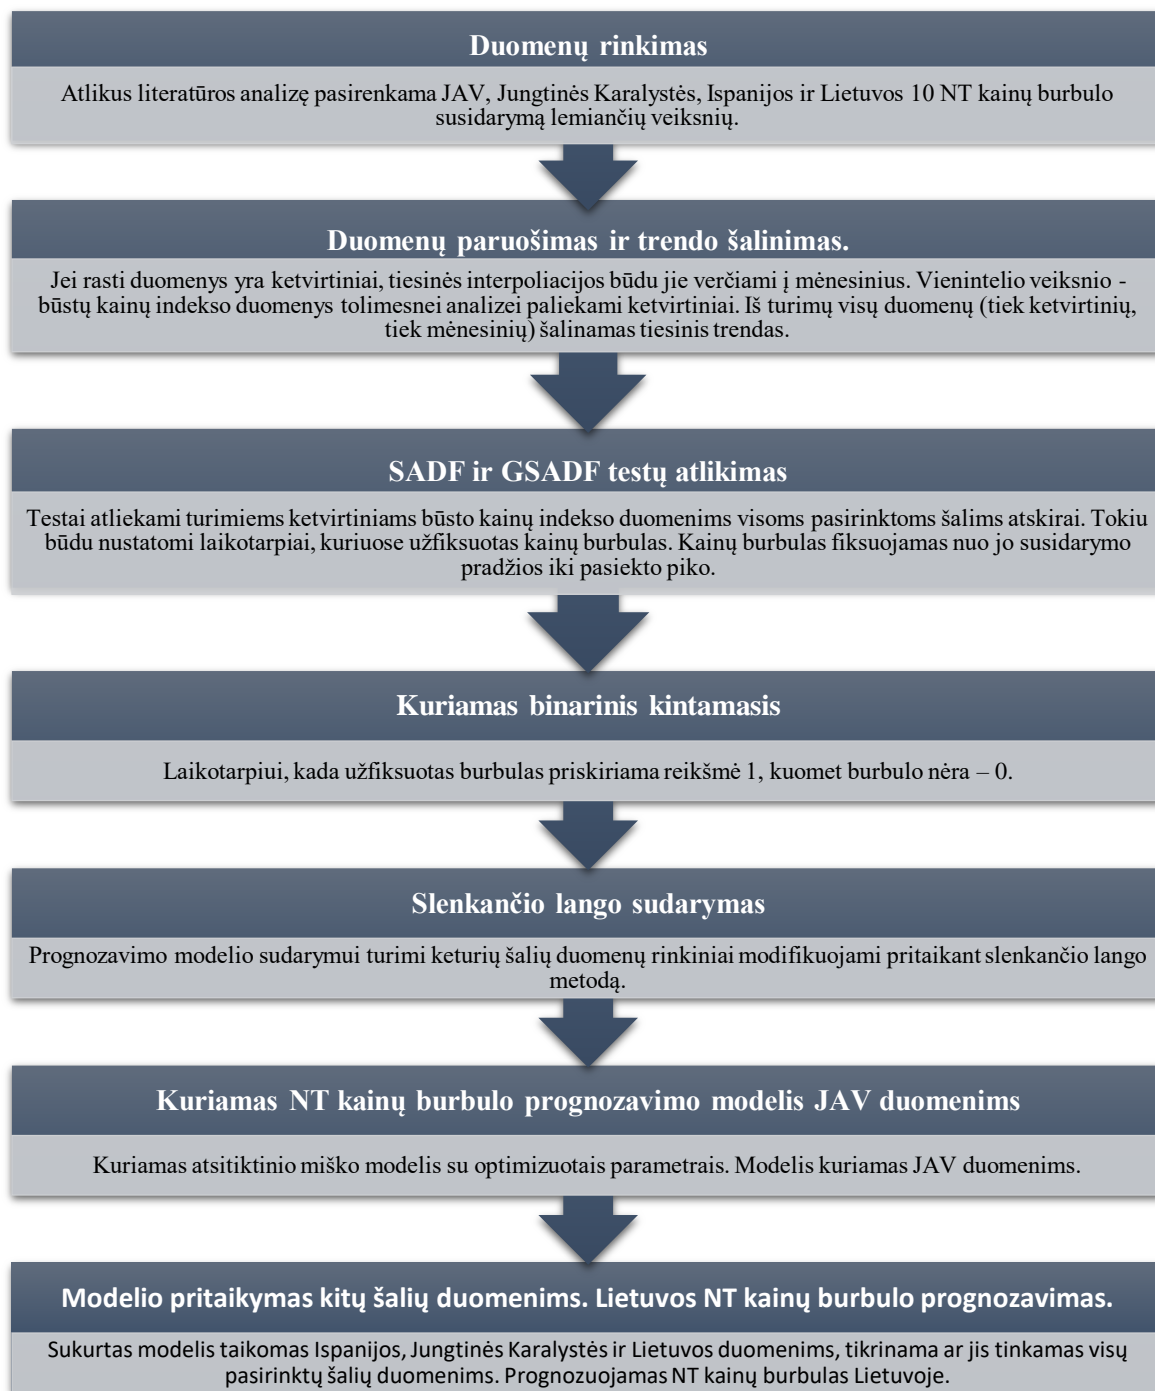 Duomenų rinkimas
Atlikus literatūros analizę pasirenkama JAV, Jungtinės Karalystės, Ispanijos ir Lietuvos 10 NT kainų burbulo
susidarymą lemiančių veiksnių.
Duomenų paruošimas ir trendo šalinimas.
Jei rasti duomenys yra ketvirtiniai, tiesinės interpoliacijos būdu jie verčiami į mėnesinius. Vienintelio veiksnio -
būstų kainų indekso duomenys tolimesnei analizei paliekami ketvirtiniai. Iš turimų visų duomenų (tiek ketvirtinių,
tiek mėnesinių) šalinamas tiesinis trendas.
SADF ir GSADF testų atlikimas
Testai atliekami turimiems ketvirtiniams būsto kainų indekso duomenims visoms pasirinktoms šalims atskirai. Tokiu
būdu nustatomi laikotarpiai, kuriuose užfiksuotas kainų burbulas. Kainų burbulas fiksuojamas nuo jo susidarymo
pradžios iki pasiekto piko.
Kuriamas binarinis kintamasis
Laikotarpiui, kada užfiksuotas burbulas priskiriama reikšmė 1, kuomet burbulo nėra – 0.
Slenkančio lango sudarymas
Prognozavimo modelio sudarymui turimi keturių šalių duomenų rinkiniai modifikuojami pritaikant slenkančio lango
metodą.
Kuriamas NT kainų burbulo prognozavimo modelis JAV duomenims
Kuriamas atsitiktinio miško modelis su optimizuotais parametrais. Modelis kuriamas JAV duomenims.
Modelio pritaikymas kitų šalių duomenims. Lietuvos NT kainų burbulo prognozavimas.
Sukurtas modelis taikomas Ispanijos, Jungtinės Karalystės ir Lietuvos duomenims, tikrinama ar jis tinkamas visų
pasirinktų šalių duomenims. Prognozuojamas NT kainų burbulas Lietuvoje.